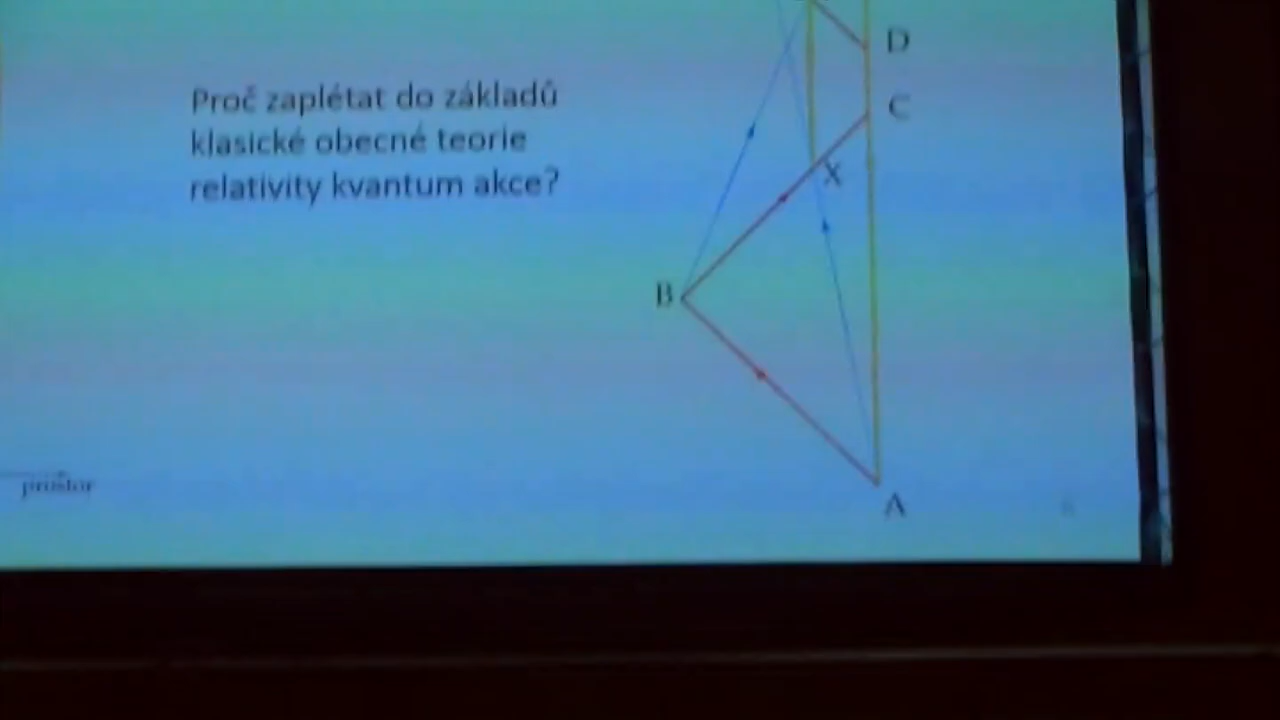 D
Proč zaplétat do základů
klasické obecné teorie
relativity kvantum akce?
C
X
B
prostor
A